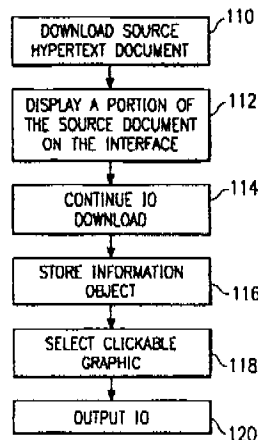 DOWNLOAD SOURCE
HYPERTEXT DOCUMENT
110
DISPLAY A PORTION OF
THE SOURCE DOCUMENT
ON THE INTERFACE
112
CONTINUE IO
DOWNLOAD
114
STORE INFORMATION
OBJECT
116
SELECT CLICKABLE
GRAPHIC
118
OUTPUT IO
120